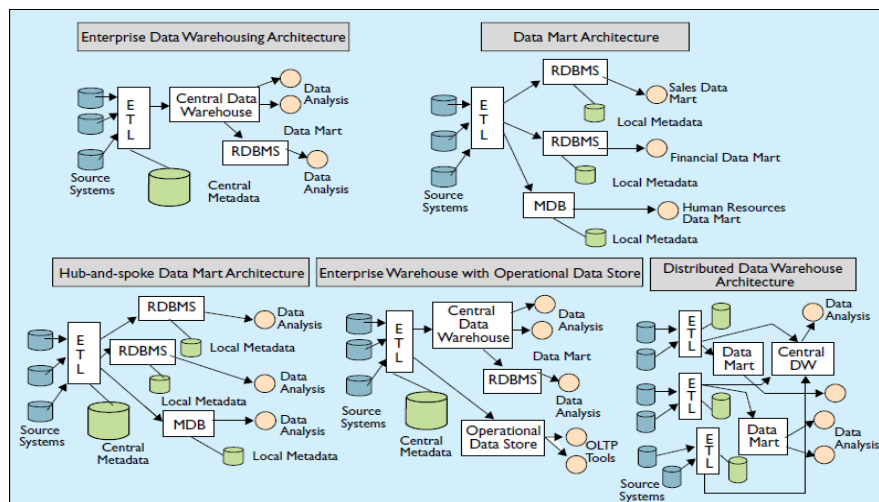 Enterprise Data Warehousing Architecture
E
T
L
Central Data
Warehouse
Data
Analysis
Data Mart
RDBMS
Data
Analysis
Source
Systems
Central
Metadata
Data Mart Architecture
E
T
L
RDBMS
Sales Data
Mart
Local Metadata
RDBMS
Financial Data Mart
Local Metadata
Source
Systems
MDB
Human Resources
Data Mart
Local Metadata
Hub-and-spoke Data Mart Architecture
E
T
L
RDBMS
Data
Analysis
Local Metadata
RDBMS
Data
Analysis
Local Metadata
MDB
Data
Analysis
Source
Systems
Central
Metadata
Local Metadata
Enterprise Warehouse with Operational Data Store
E
T
L
Central
Data
Warehouse
Data
Analysis
Data Mart
RDBMS
Data
Analysis
Source
Systems
Central
Metadata
Operational
Data Store
OLTP
Tools
Distributed Data Warehouse
Architecture
E
T
L
Data
Analysis
Data
Mart
Central
DW
E
T
L
Data
Mart
Data
Analysis
E
T
L
Source
Systems